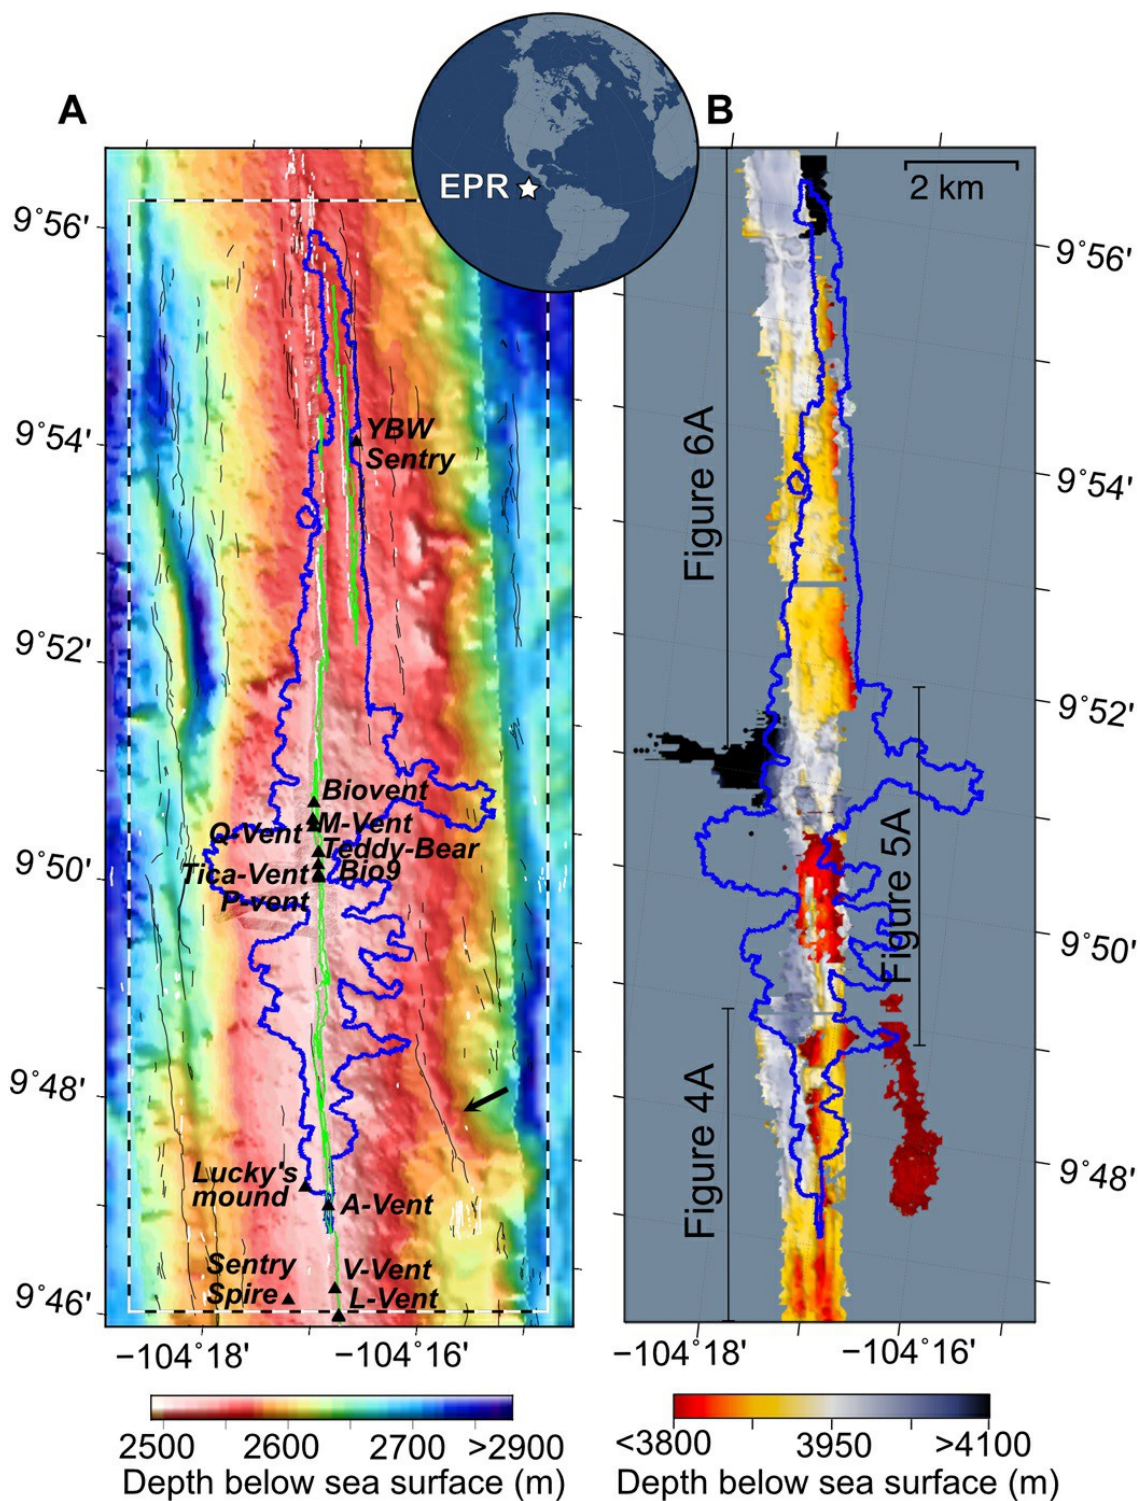 A
B
EPR
2 km
9°56'
9°54'
9°52'
9°50'
9°48'
9°46'
YBW
Sentry
Biovent
M-Vent
Q-Vent
Teddy-Bear
Tica-Vent
Bio9
P-vent
Lucky's
mound
A-Vent
Sentry
Spire
V-Vent
L-Vent
−104°18'
−104°16'
2500
2600
2700
>2900
Depth below sea surface (m)
Figure 6A
Figure 5A
Figure 4A
9°56'
9°54'
9°52'
9°50'
9°48'
−104°18'
−104°16'
<3800
3950
>4100
Depth below sea surface (m)